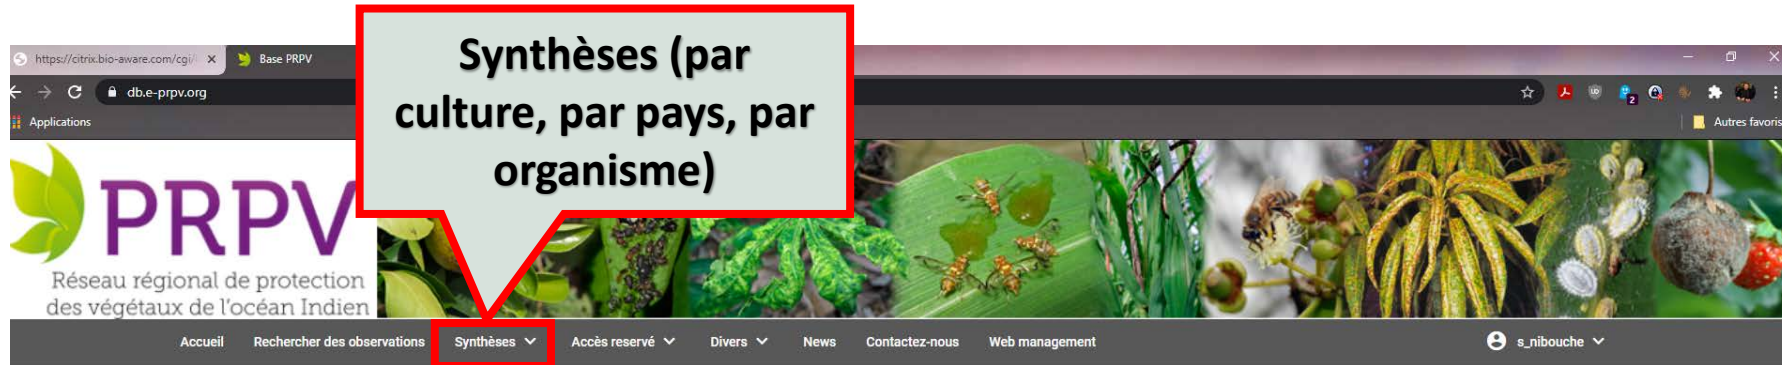 Synthèses (par
culture, par pays, par
organisme)
https://citrix.bio-aware.com/cgi/
Base PRPV
db.e-prpv.org
2
Applications
Autres favoris
PRPV
Réseau régional de protection
des végétaux de l'océan Indien
Accueil Rechercher des observations Synthèses Accès reservé Divers News Contactez-nous Web management s_nibouche